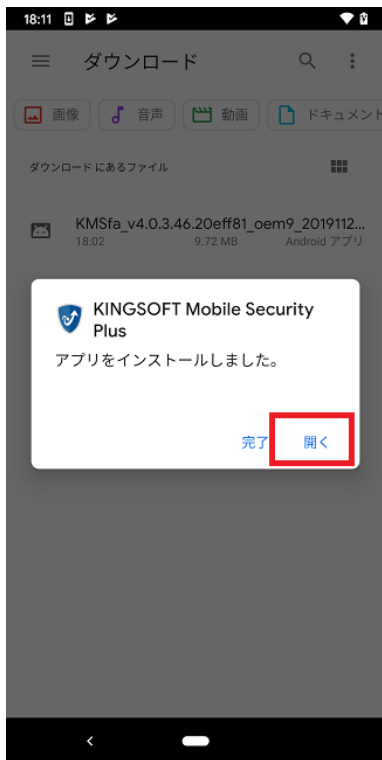 18:11
ダウンロード
画像
音声
動画
ドキュメント
ダウンロード にあるファイル
KMSfa_v4.0.3.46.20eff81_oem9_2019112...
18:02 9.72 MB Android アプリ
KINGSOFT Mobile Security
Plus
アプリをインストールしました。
完了 開く